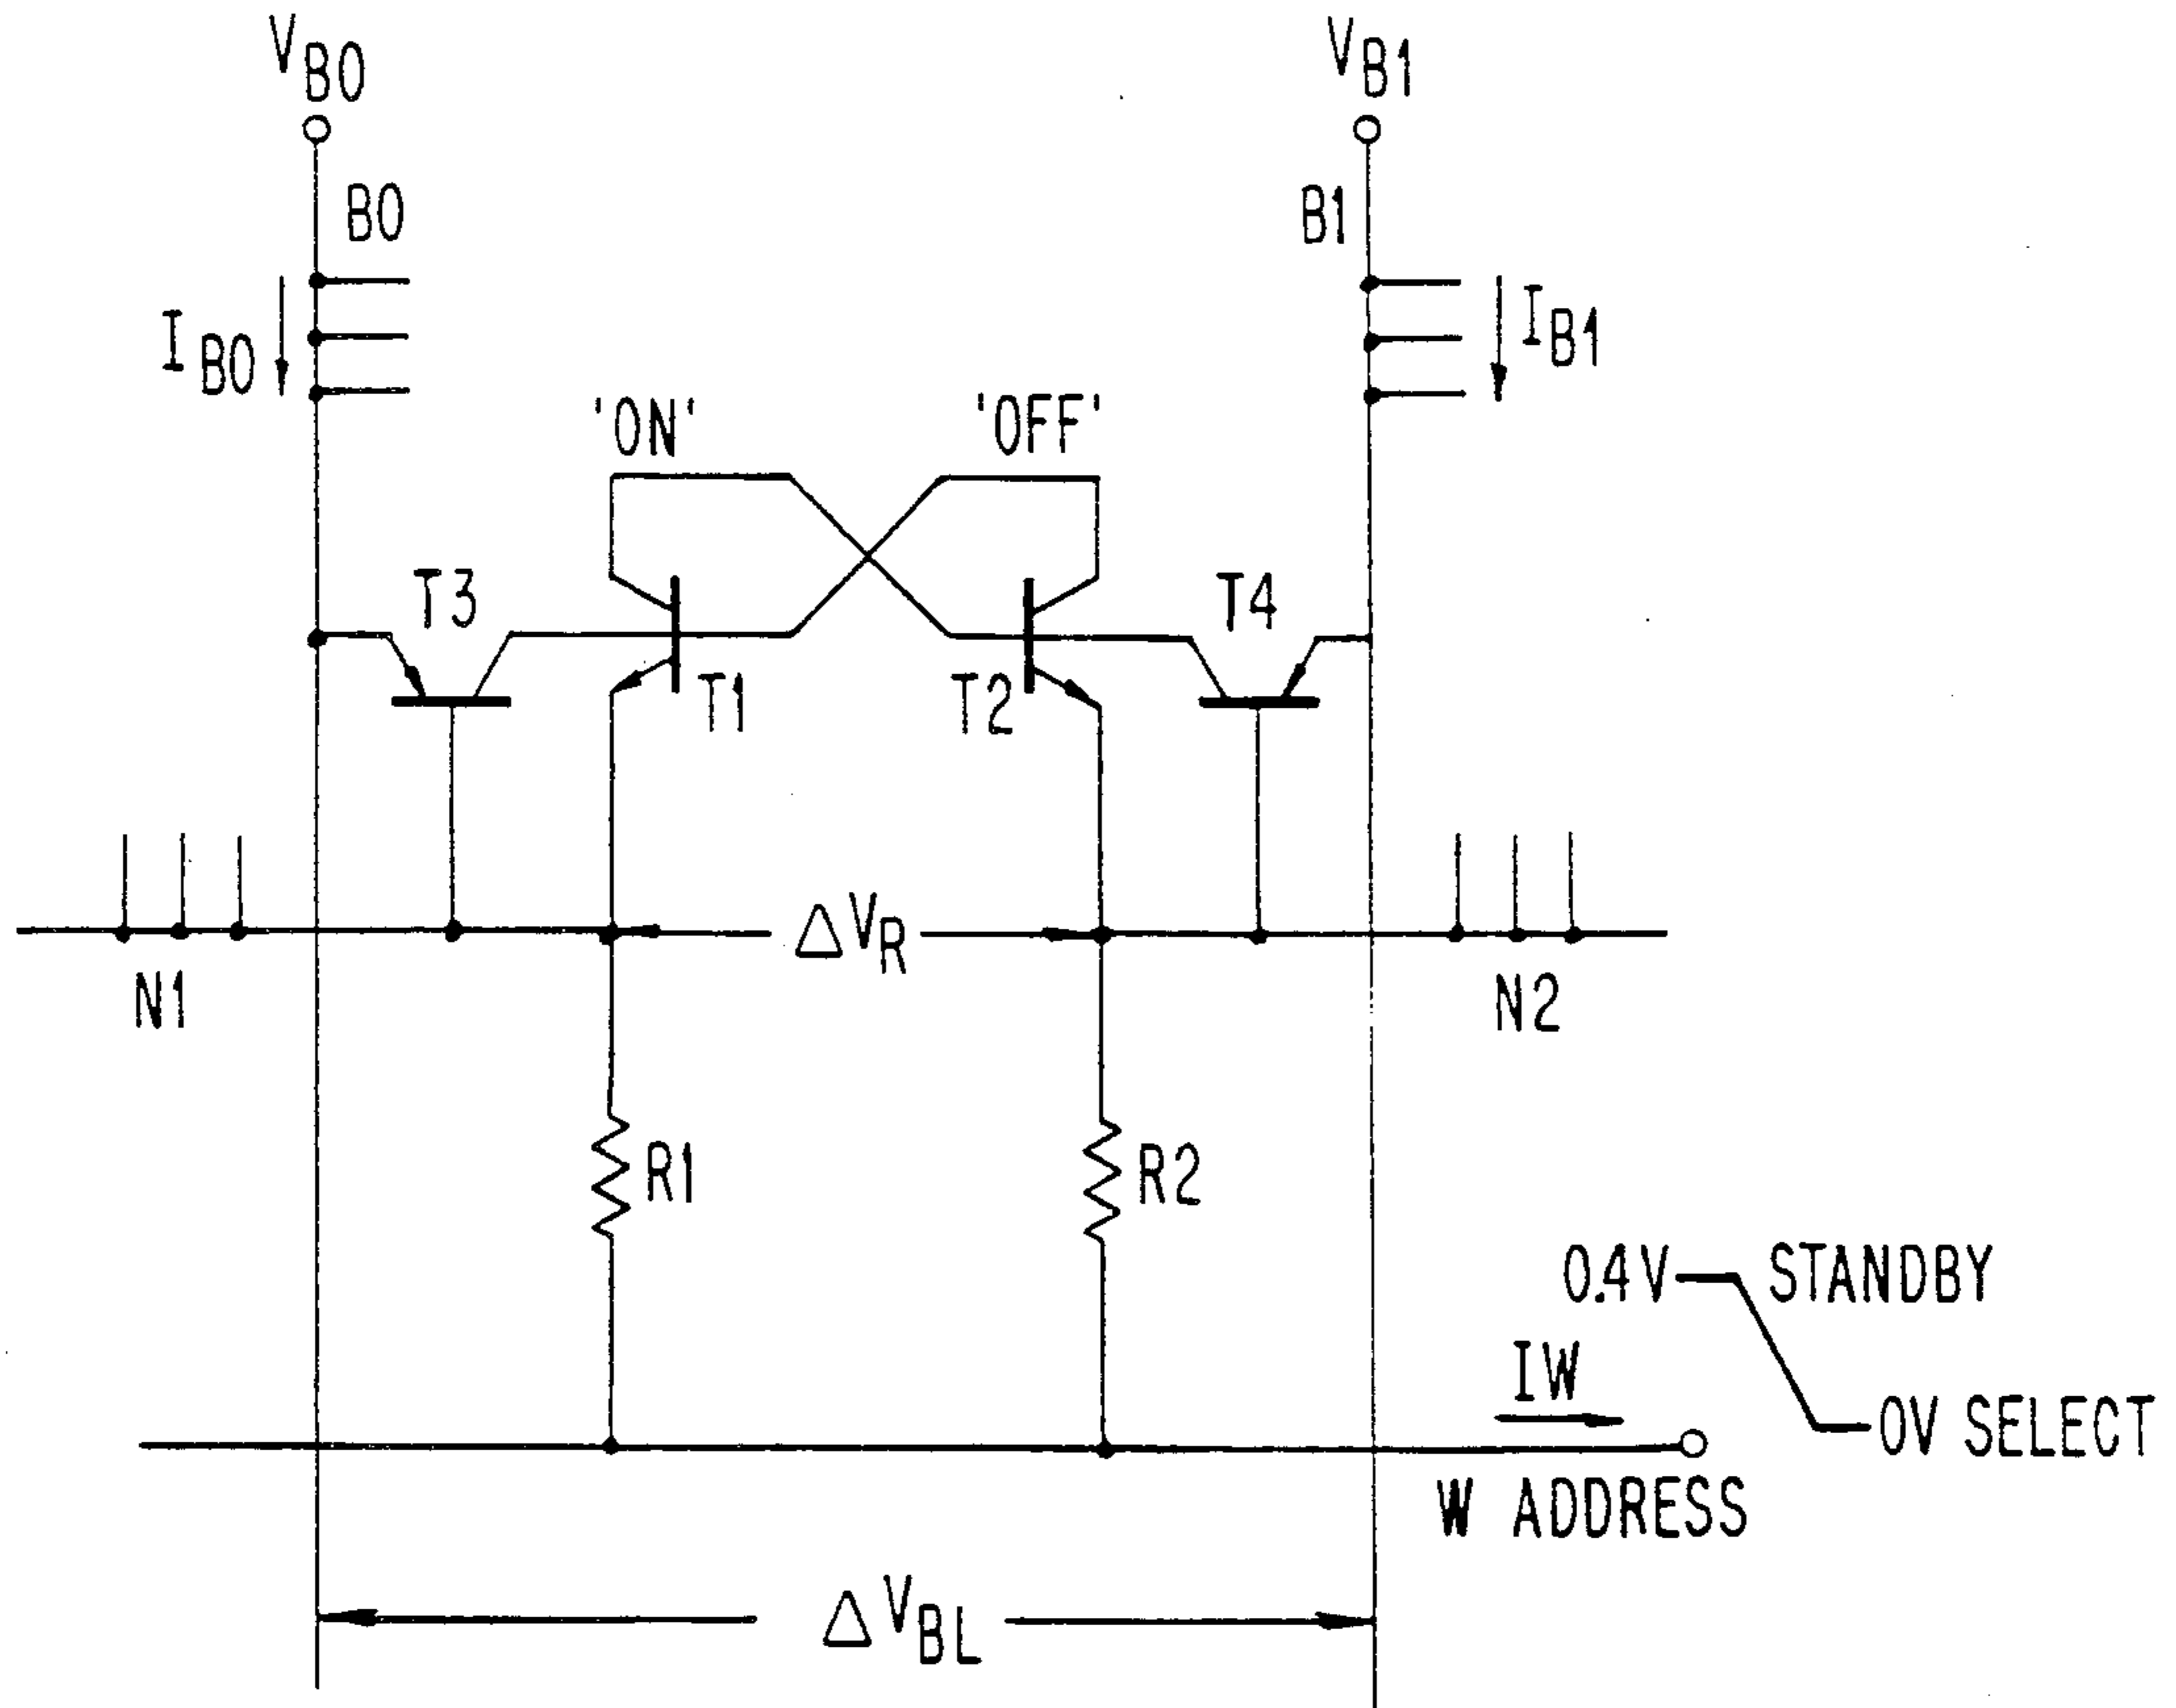 VB0
VB1
B0
B1
IB0
IB1
'ON'
'OFF'
T3
T4
T1
T2
ΔVR
N1
N2
R1
R2
0.4V
STANDBY
IW
0V SELECT
W ADDRESS
ΔVBL